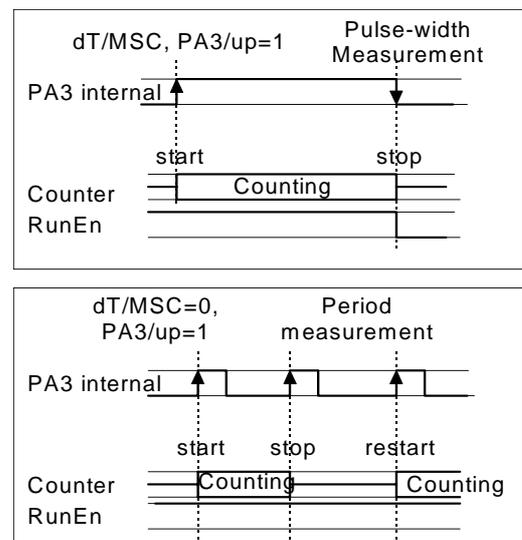 dT/MSC, PA3/up=1
Pulse-width
Measurement
PA3 internal
start
stop
Counter
Counting
RunEn
dT/MSC=0,
PA3/up=1
Period
measurement
PA3 internal
start
stop
restart
Counter
Counting
Counting
RunEn